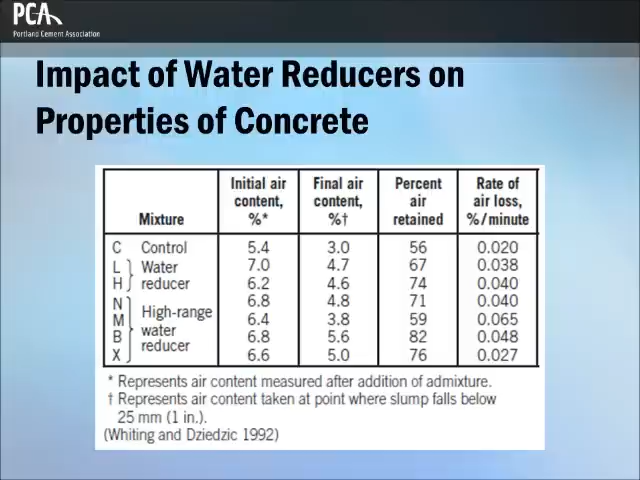 PCA
Portland Cement Association
Impact of Water Reducers on
Properties of Concrete
Mixture Initial air content, %* Final air content, %† Percent air retained Rate of air loss, %/minute
C Control 5.4 3.0 56 0.020
L Water 7.0 4.7 67 0.038
H reducer 6.2 4.6 74 0.040
N 6.8 4.8 71 0.040
M High-range 6.4 3.8 59 0.065
B water 6.8 5.6 82 0.048
X reducer 6.6 5.0 76 0.027
* Represents air content measured after addition of admixture.
† Represents air content taken at point where slump falls below
25 mm (1 in.).
(Whiting and Dziedzic 1992)